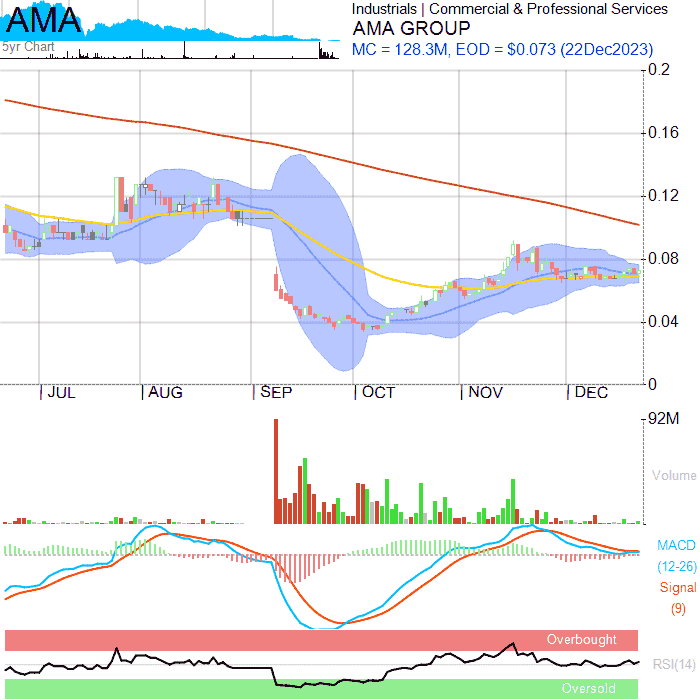 AMA
5yr Chart
Industrials | Commercial & Professional Services
AMA GROUP
MC = 128.3M, EOD = $0.073 (22Dec2023)
0.2
0.16
0.12
0.08
0.04
0
JUL AUG SEP OCT NOV DEC
92M
Volume
MACD
(12-26)
Signal
(9)
Overbought
RSI(14)
Oversold